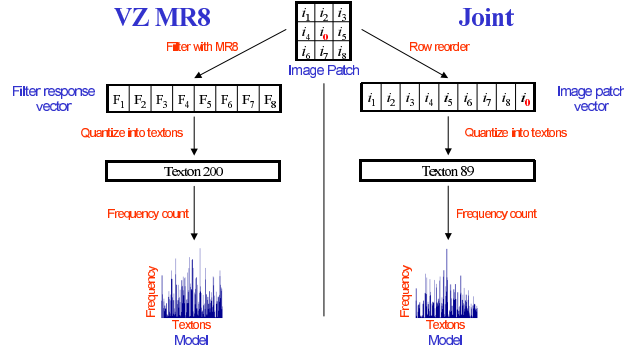 VZ MR8
Joint
i1 i2 i3
i4 i0 i5
i6 i7 i8
Image Patch
Filter with MR8
Row reorder
Filter response
vector
F1 F2 F3 F4 F5 F6 F7 F8
i1 i2 i3 i4 i5 i6 i7 i8 i0
Image patch
vector
Quantize into textons
Quantize into textons
Texton 200
Texton 89
Frequency count
Frequency count
Frequency
Textons
Model
Frequency
Textons
Model